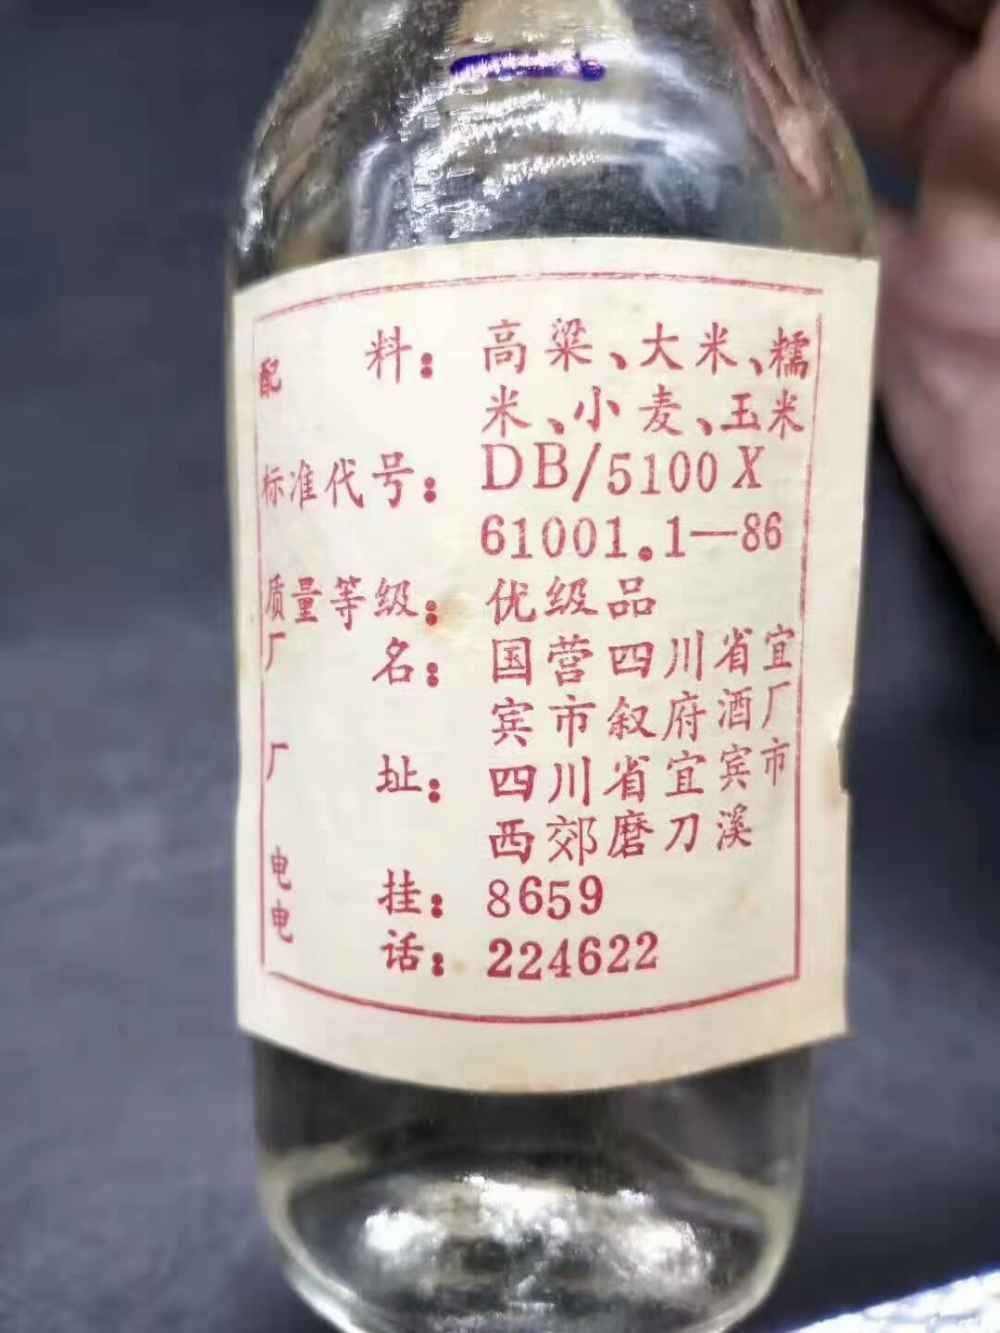 配料：高粱、大米、糯
米、小麦、玉米
标准代号：DB/5100X
61001.1—86
质量等级：优级品
厂名：国营四川省宜
宾市叙府酒厂
厂址：四川省宜宾市
西郊磨刀溪
电挂：8659
电话：224622